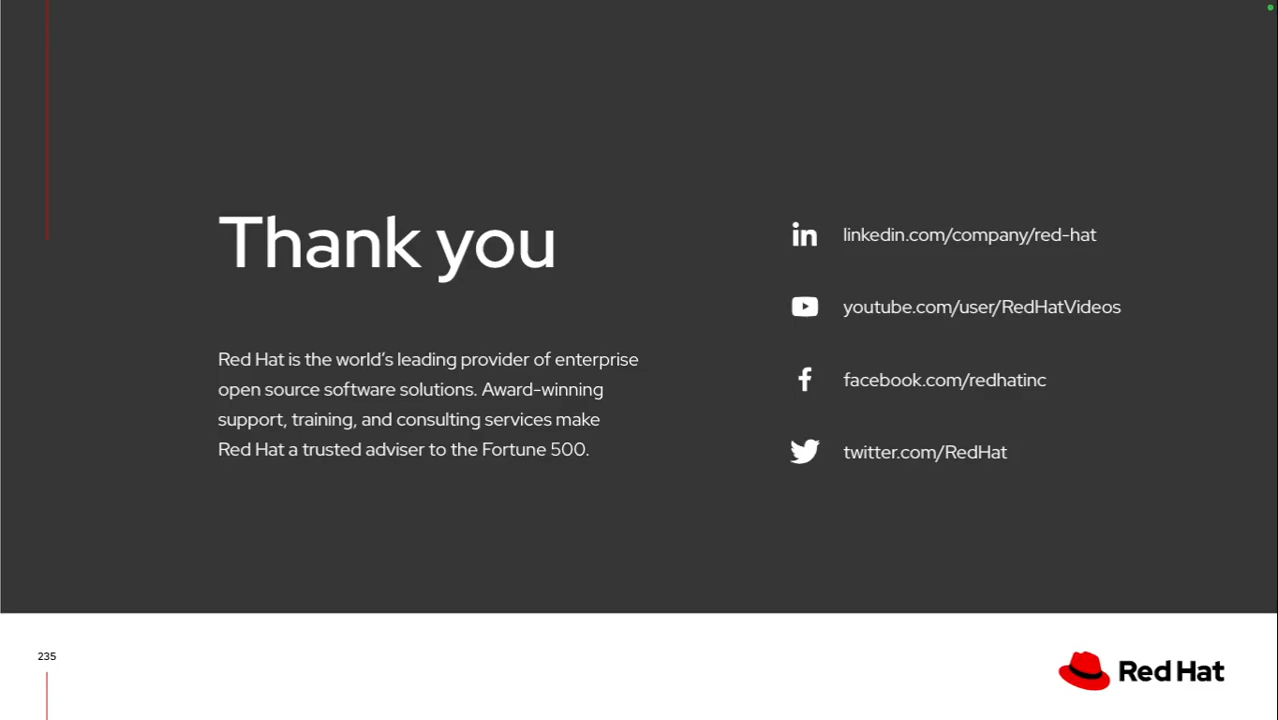 Thank you
Red Hat is the world’s leading provider of enterprise
open source software solutions. Award-winning
support, training, and consulting services make
Red Hat a trusted adviser to the Fortune 500.
linkedin.com/company/red-hat
youtube.com/user/RedHatVideos
facebook.com/redhatinc
twitter.com/RedHat
235
Red Hat